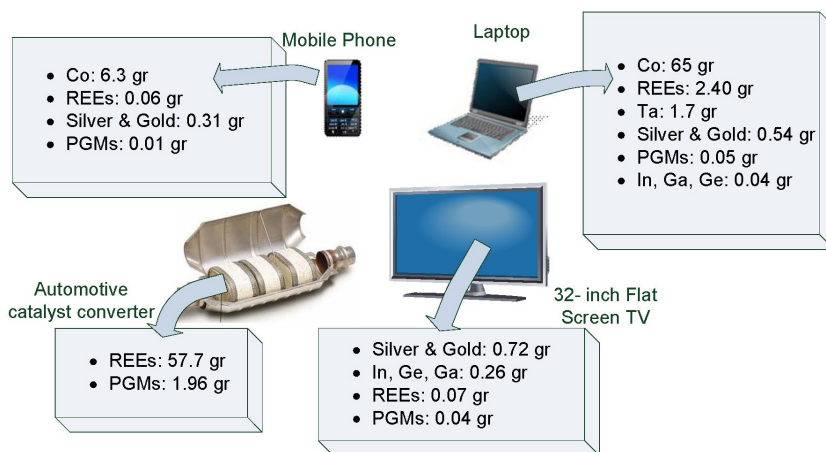 Mobile Phone
• Co: 6.3 gr
• REEs: 0.06 gr
• Silver & Gold: 0.31 gr
• PGMs: 0.01 gr
Laptop
• Co: 65 gr
• REEs: 2.40 gr
• Ta: 1.7 gr
• Silver & Gold: 0.54 gr
• PGMs: 0.05 gr
• In, Ga, Ge: 0.04 gr
Automotive
catalyst converter
• REEs: 57.7 gr
• PGMs: 1.96 gr
32- inch Flat
Screen TV
• Silver & Gold: 0.72 gr
• In, Ge, Ga: 0.26 gr
• REEs: 0.07 gr
• PGMs: 0.04 gr